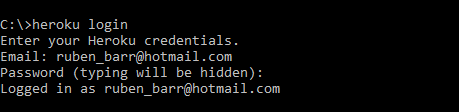 C:\>heroku login
Enter your Heroku credentials.
Email: ruben_barr@hotmail.com
Password (typing will be hidden):
Logged in as ruben_barr@hotmail.com